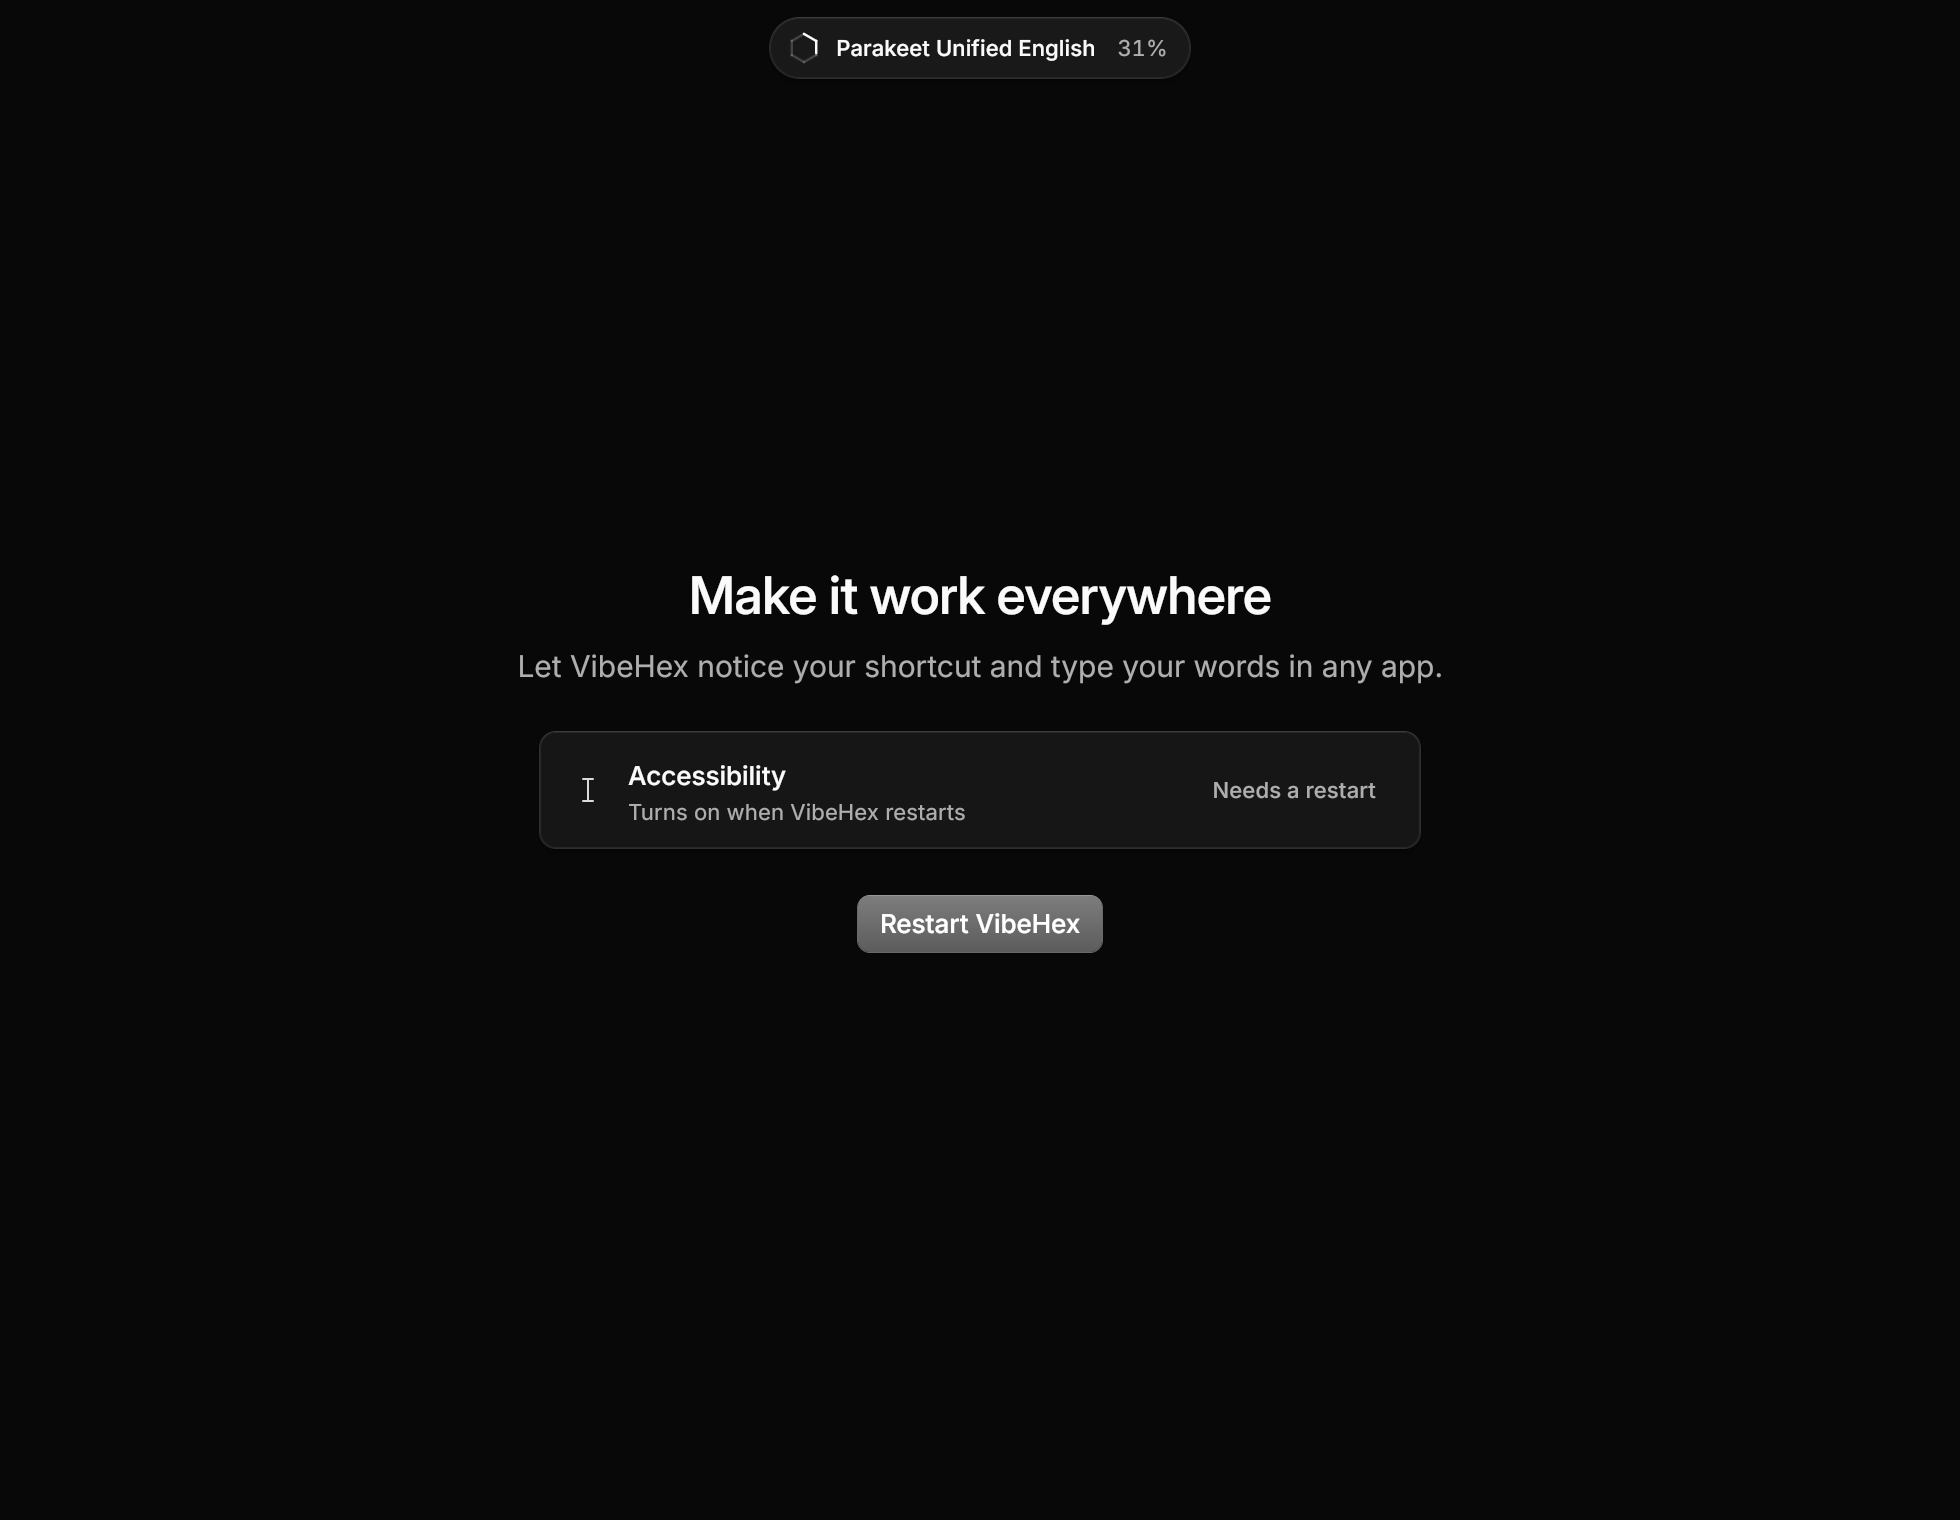 Parakeet Unified English 31%
Make it work everywhere
Let VibeHex notice your shortcut and type your words in any app.
Accessibility
Turns on when VibeHex restarts
Needs a restart
Restart VibeHex